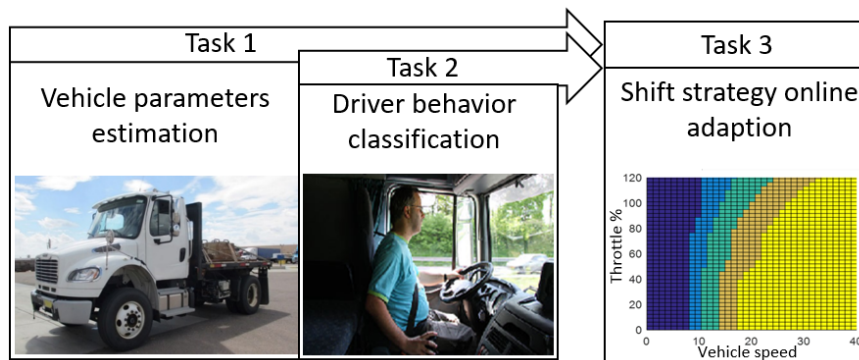 Task 1
Task 2
Task 3
Vehicle parameters
estimation
Driver behavior
classification
Shift strategy online
adaption
Throttle %
120
100
80
60
40
20
0
0 10 20 30 40
Vehicle speed